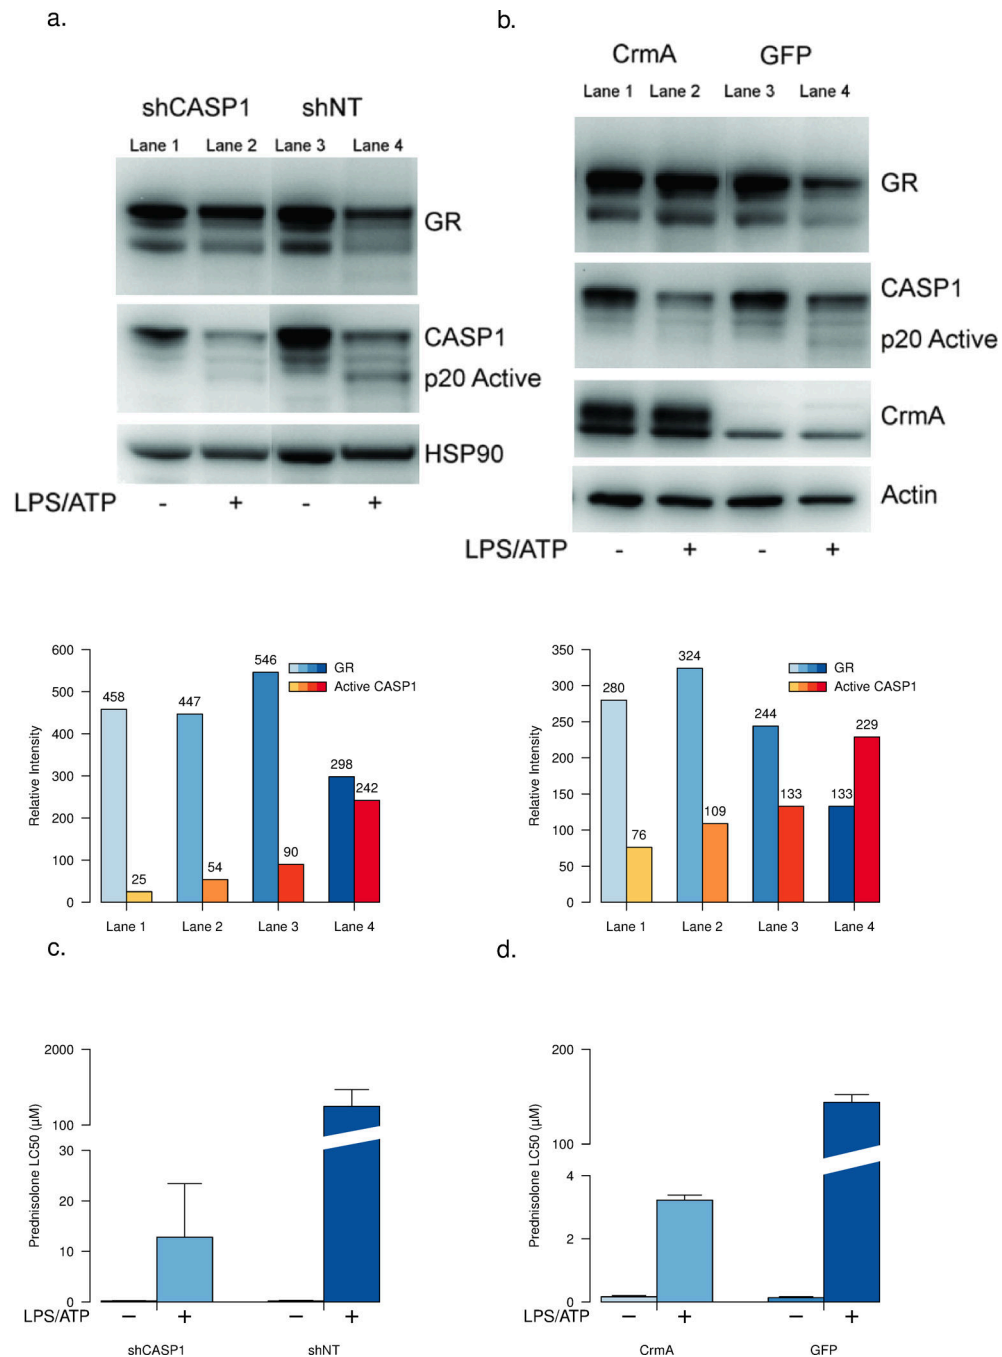 a.
shCASP1 shNT
Lane 1 Lane 2 Lane 3 Lane 4
GR
CASP1
p20 Active
HSP90
LPS/ATP - + - +
b.
CrmA GFP
Lane 1 Lane 2 Lane 3 Lane 4
GR
CASP1
p20 Active
CrmA
Actin
LPS/ATP - + - +
Relative Intensity
600
500
400
300
200
100
0
GR
Active CASP1
458 25
447 54
546 90
298 242
Lane 1 Lane 2 Lane 3 Lane 4
Relative Intensity
350
300
250
200
150
100
50
0
GR
Active CASP1
280 76
324 109
244 133
133 229
Lane 1 Lane 2 Lane 3 Lane 4
c.
Prednisolone LC50 (µM)
2000
100
30
20
10
0
LPS/ATP − + − +
shCASP1 shNT
d.
Prednisolone LC50 (µM)
200
100
4
2
0
LPS/ATP − + − +
CrmA GFP